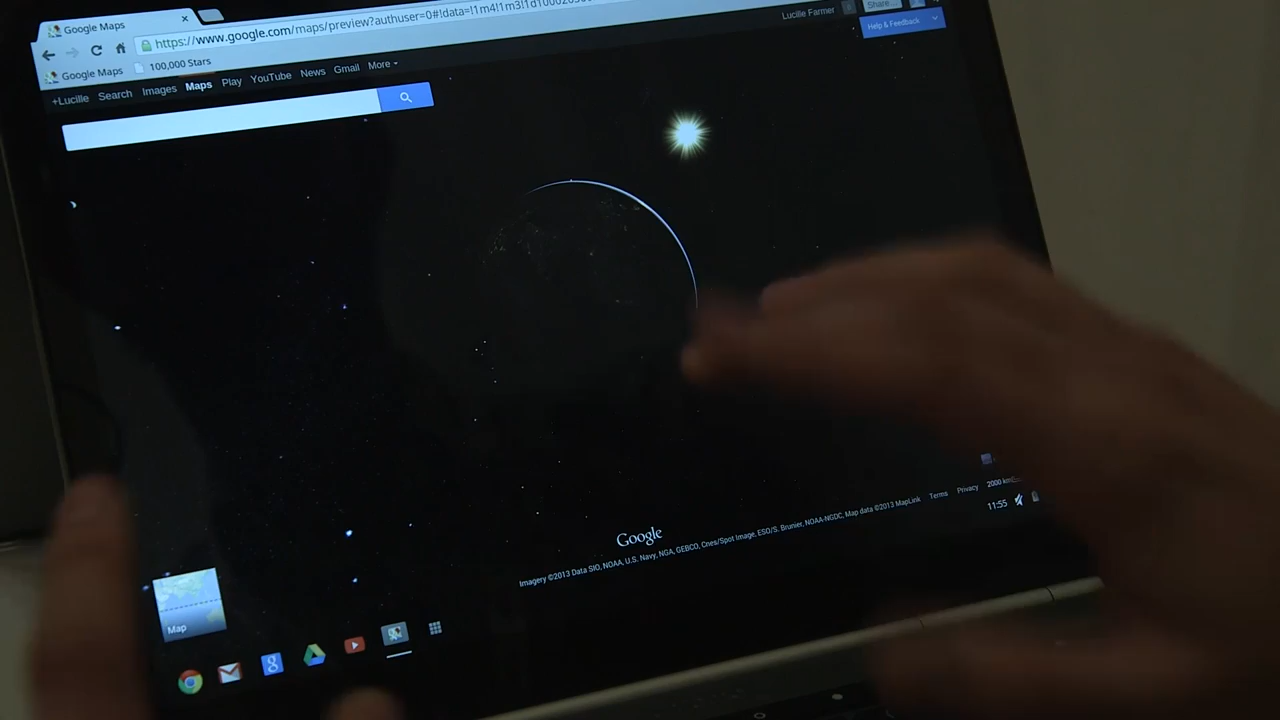 Google Maps
https://www.google.com/maps/preview?authuser=0#!data=!1m4!1m3!1d
Google Maps 100,000 Stars
Lucille Farmer
Share...
Help & Feedback
+Lucille Search Images Maps Play YouTube News Gmail More
Google
Imagery ©2013 Data SIO, NOAA, U.S. Navy, NGA, GEBCO, Cnes/Spot Image, ESO/S. Brunier, NOAA-NGDC, Map data ©2013 MapLink Terms Privacy 2000 km
11:55
Map